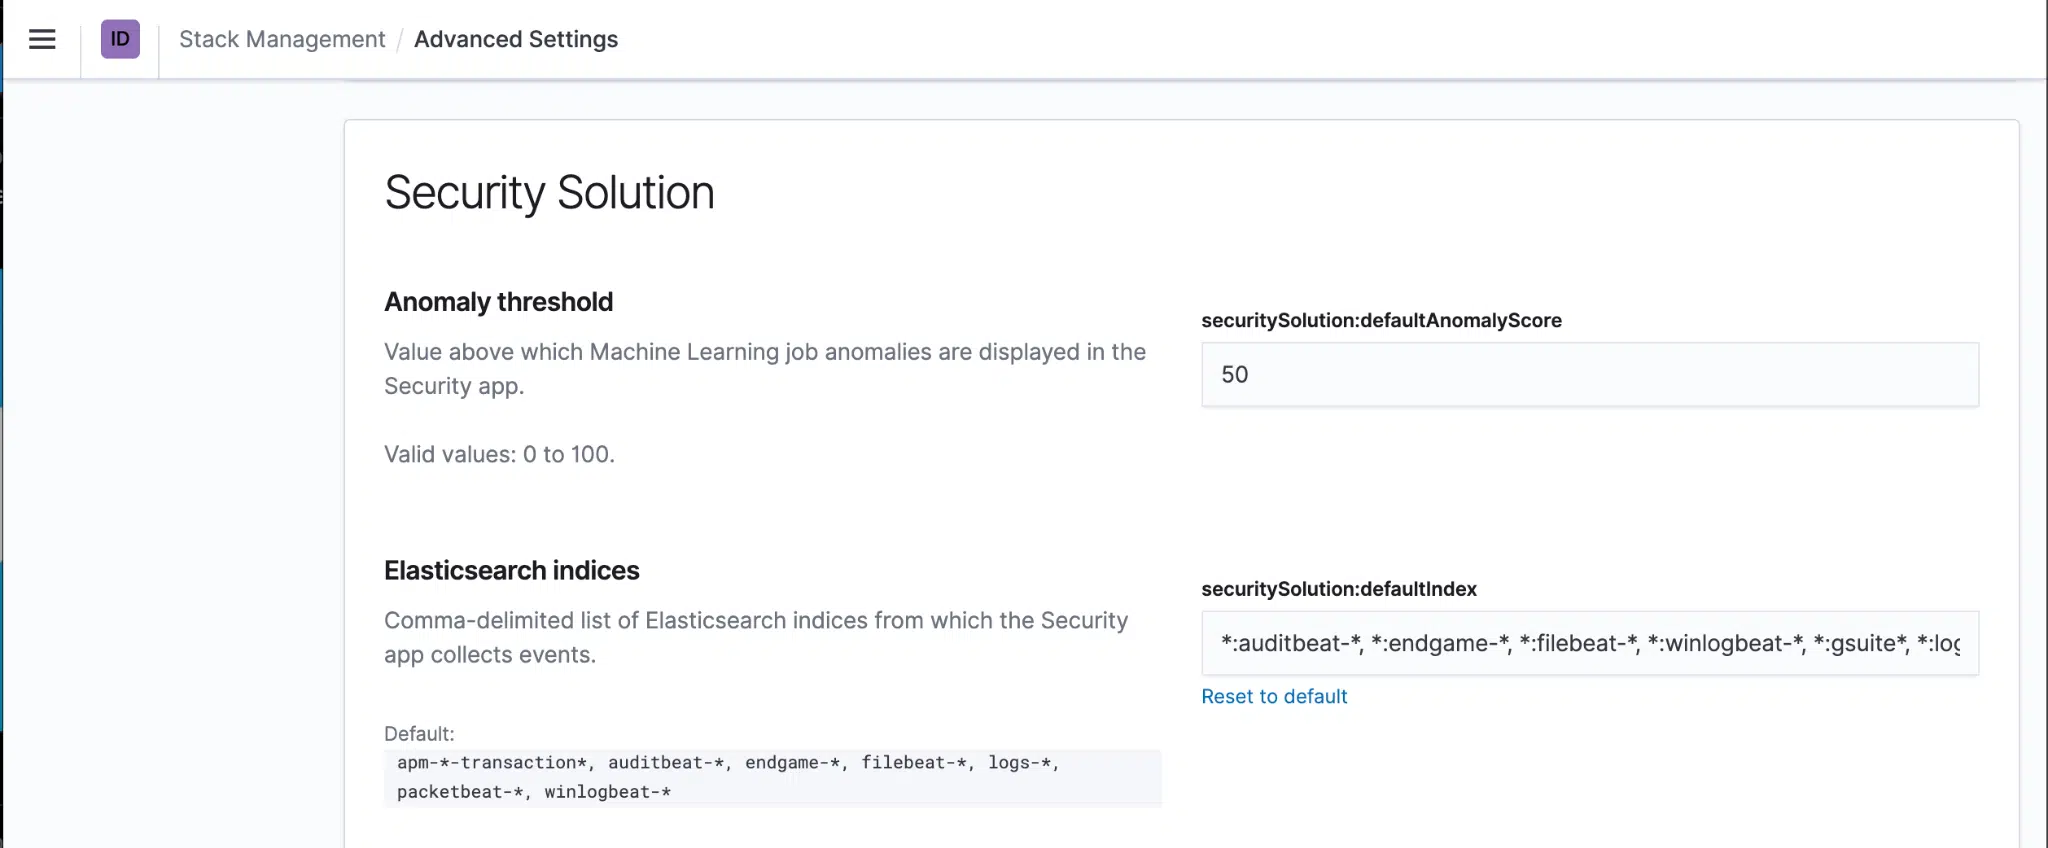 ID Stack Management / Advanced Settings
Security Solution
Anomaly threshold
Value above which Machine Learning job anomalies are displayed in the
Security app.
Valid values: 0 to 100.
securitySolution:defaultAnomalyScore
50
Elasticsearch indices
Comma-delimited list of Elasticsearch indices from which the Security
app collects events.
Default:
apm-*-transaction*, auditbeat-*, endgame-*, filebeat-*, logs-*,
packetbeat-*, winlogbeat-*
securitySolution:defaultIndex
*:auditbeat-*, *:endgame-*, *:filebeat-*, *:winlogbeat-*, *:gsuite*, *:log
Reset to default